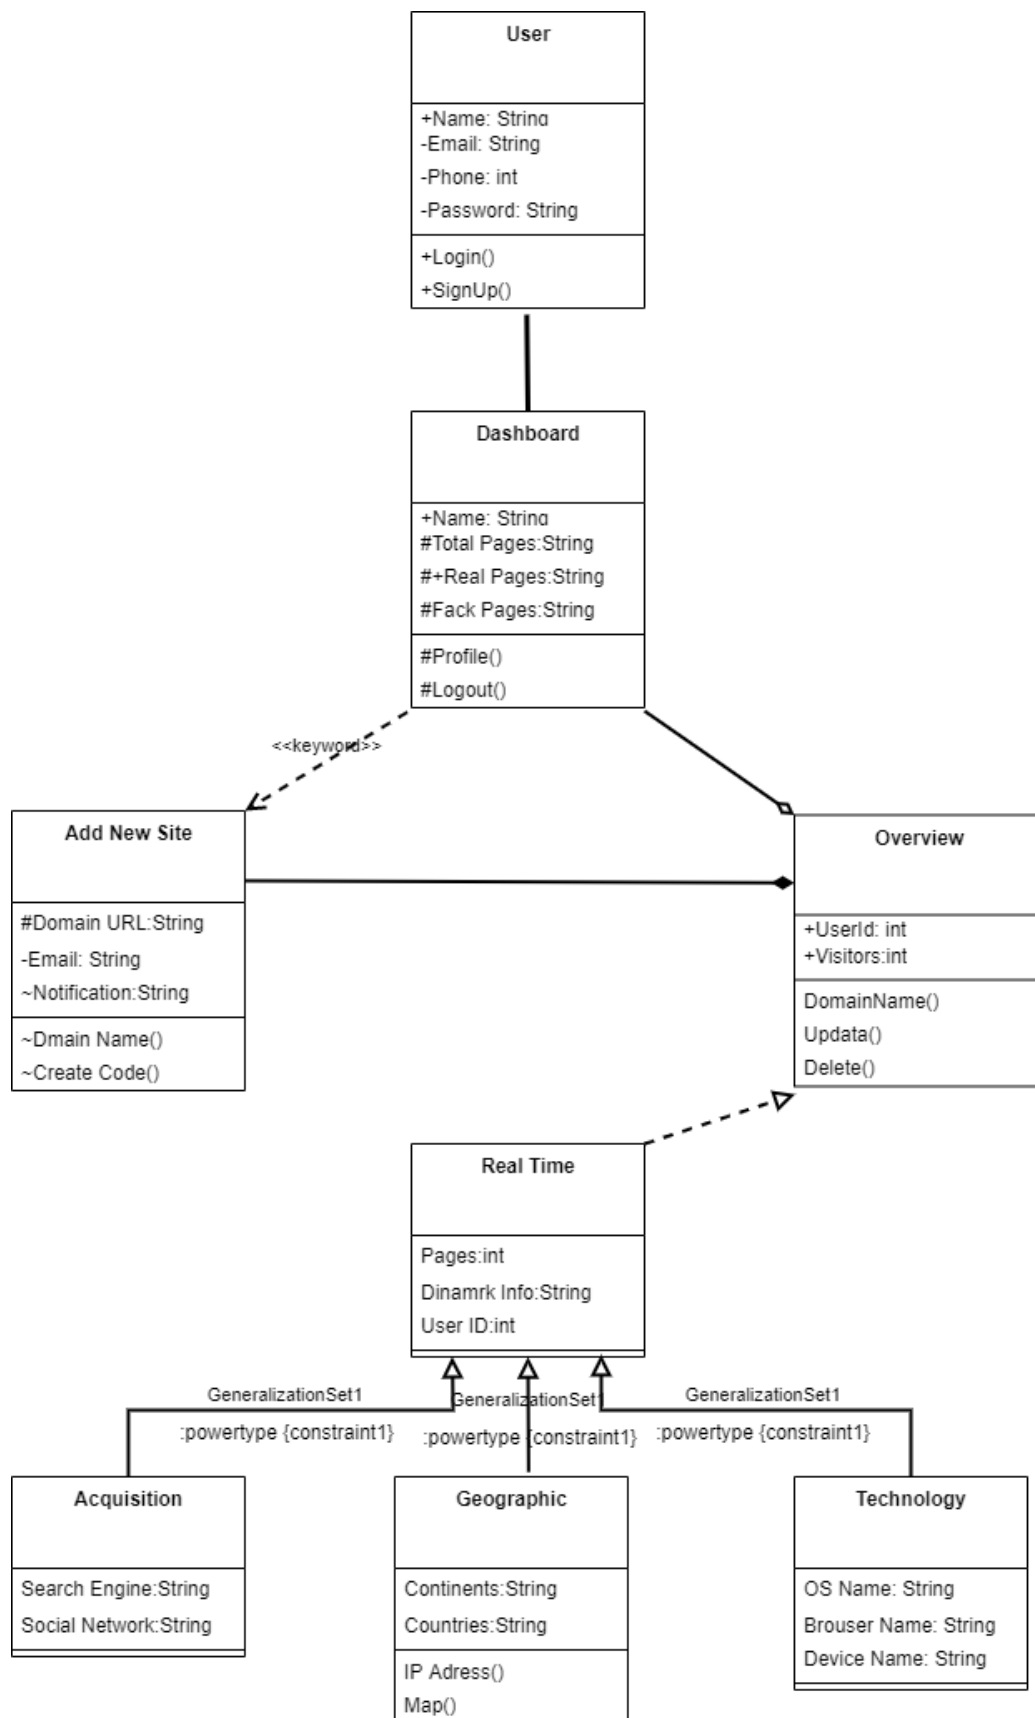 User
+Name: String
-Email: String
-Phone: int
-Password: String
+Login()
+SignUp()
Dashboard
+Name: String
#Total Pages:String
#+Real Pages:String
#Fack Pages:String
#Profile()
#Logout()
<<keyword>>
Add New Site
#Domain URL:String
-Email: String
~Notification:String
~Dmain Name()
~Create Code()
Overview
+UserId: int
+Visitors:int
DomainName()
Updata()
Delete()
Real Time
Pages:int
Dinamrk Info:String
User ID:int
GeneralizationSet1
:powertype {constraint1}
GeneralizationSet1
:powertype {constraint1}
GeneralizationSet1
:powertype {constraint1}
Acquisition
Search Engine:String
Social Network:String
Geographic
Continents:String
Countries:String
IP Adress()
Map()
Technology
OS Name: String
Brouser Name: String
Device Name: String